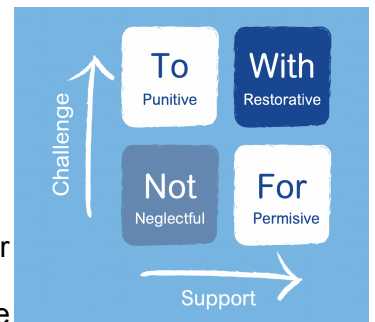 To
Punitive
With
Restorative
Challenge
Not
Neglectful
For
Permisive
r
Support
e